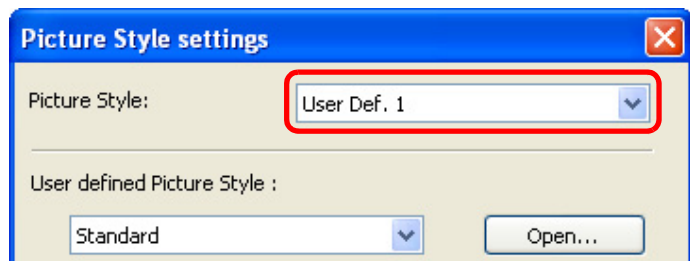 Picture Style settings
Picture Style: User Def. 1
User defined Picture Style :
Standard Open...